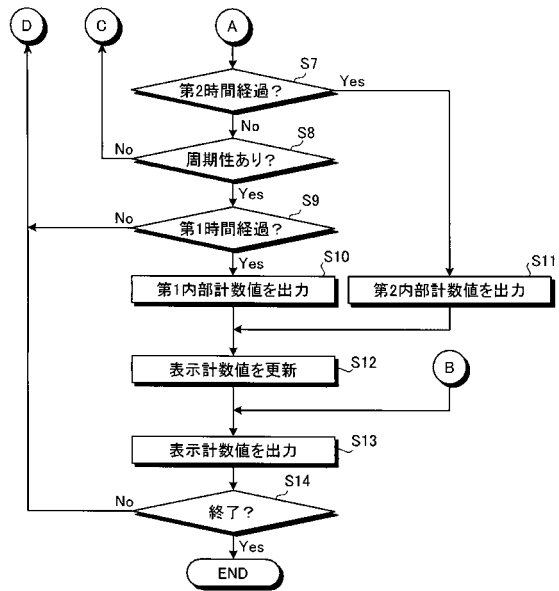 D
C
A
S7
第2時間経過?
Yes
No
S8
周期性あり?
No
Yes
S9
第1時間経過?
No
Yes
S10
第1内部計数値を出力
S11
第2内部計数値を出力
S12
表示計数値を更新
B
S13
表示計数値を出力
S14
終了?
No
Yes
END